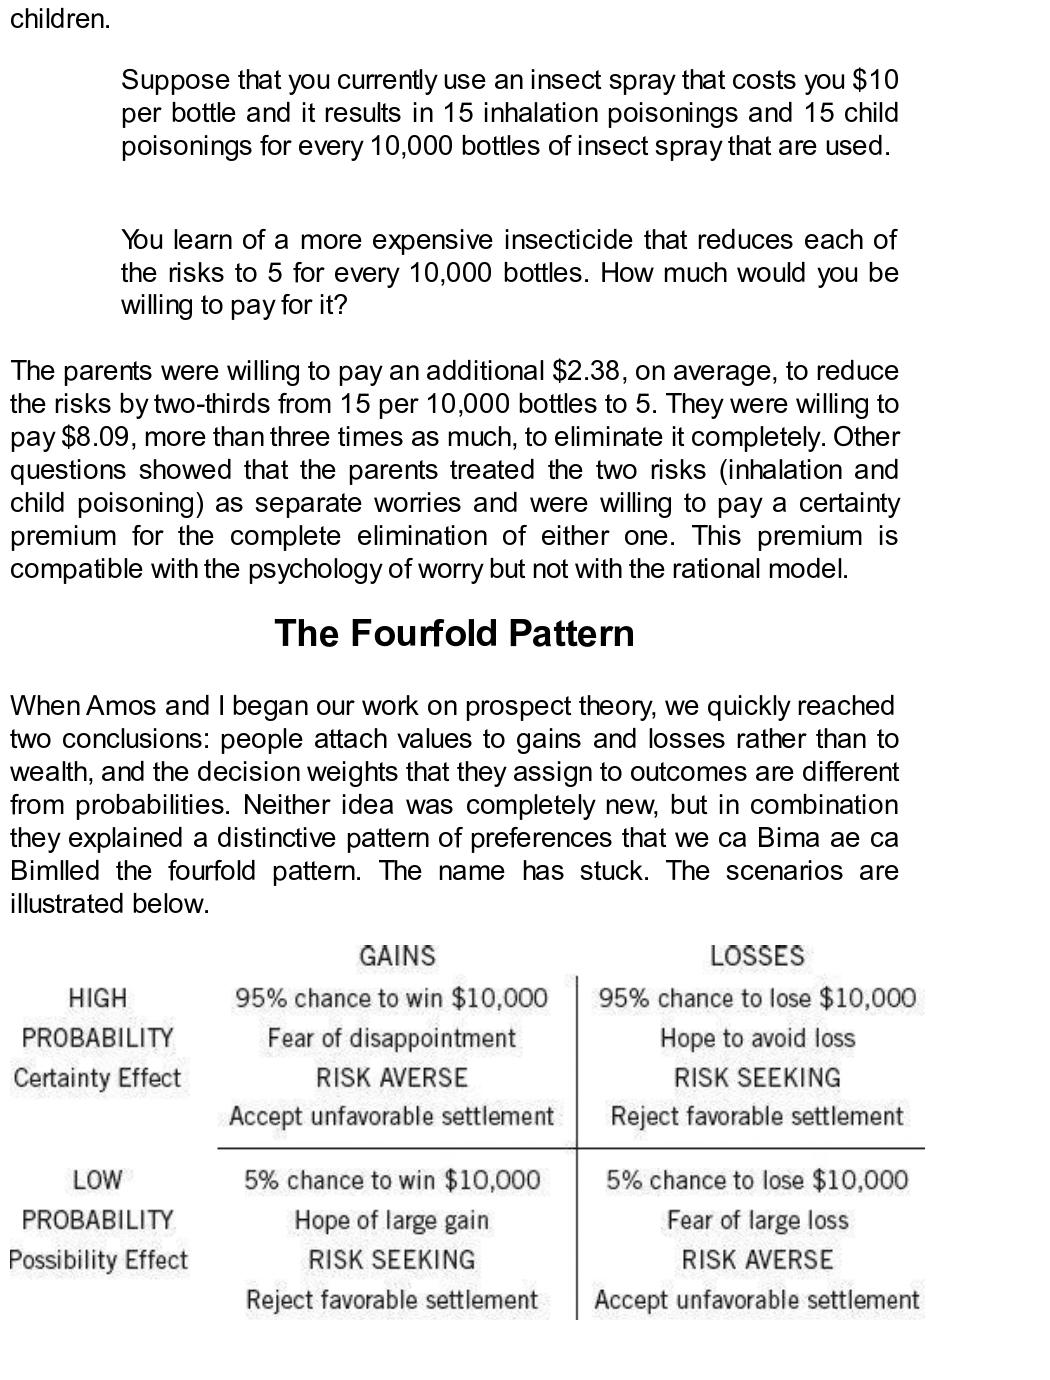 children.
Suppose that you currently use an insect spray that costs you $10
per bottle and it results in 15 inhalation poisonings and 15 child
poisonings for every 10,000 bottles of insect spray that are used.
You learn of a more expensive insecticide that reduces each of
the risks to 5 for every 10,000 bottles. How much would you be
willing to pay for it?
The parents were willing to pay an additional $2.38, on average, to reduce
the risks by two-thirds from 15 per 10,000 bottles to 5. They were willing to
pay $8.09, more than three times as much, to eliminate it completely. Other
questions showed that the parents treated the two risks (inhalation and
child poisoning) as separate worries and were willing to pay a certainty
premium for the complete elimination of either one. This premium is
compatible with the psychology of worry but not with the rational model.
The Fourfold Pattern
When Amos and I began our work on prospect theory, we quickly reached
two conclusions: people attach values to gains and losses rather than to
wealth, and the decision weights that they assign to outcomes are different
from probabilities. Neither idea was completely new, but in combination
they explained a distinctive pattern of preferences that we ca Bima ae ca
Bimlled the fourfold pattern. The name has stuck. The scenarios are
illustrated below.
GAINS LOSSES
HIGH 95% chance to win $10,000 95% chance to lose $10,000
PROBABILITY Fear of disappointment Hope to avoid loss
Certainty Effect RISK AVERSE RISK SEEKING
Accept unfavorable settlement Reject favorable settlement
LOW 5% chance to win $10,000 5% chance to lose $10,000
PROBABILITY Hope of large gain Fear of large loss
Possibility Effect RISK SEEKING RISK AVERSE
Reject favorable settlement Accept unfavorable settlement